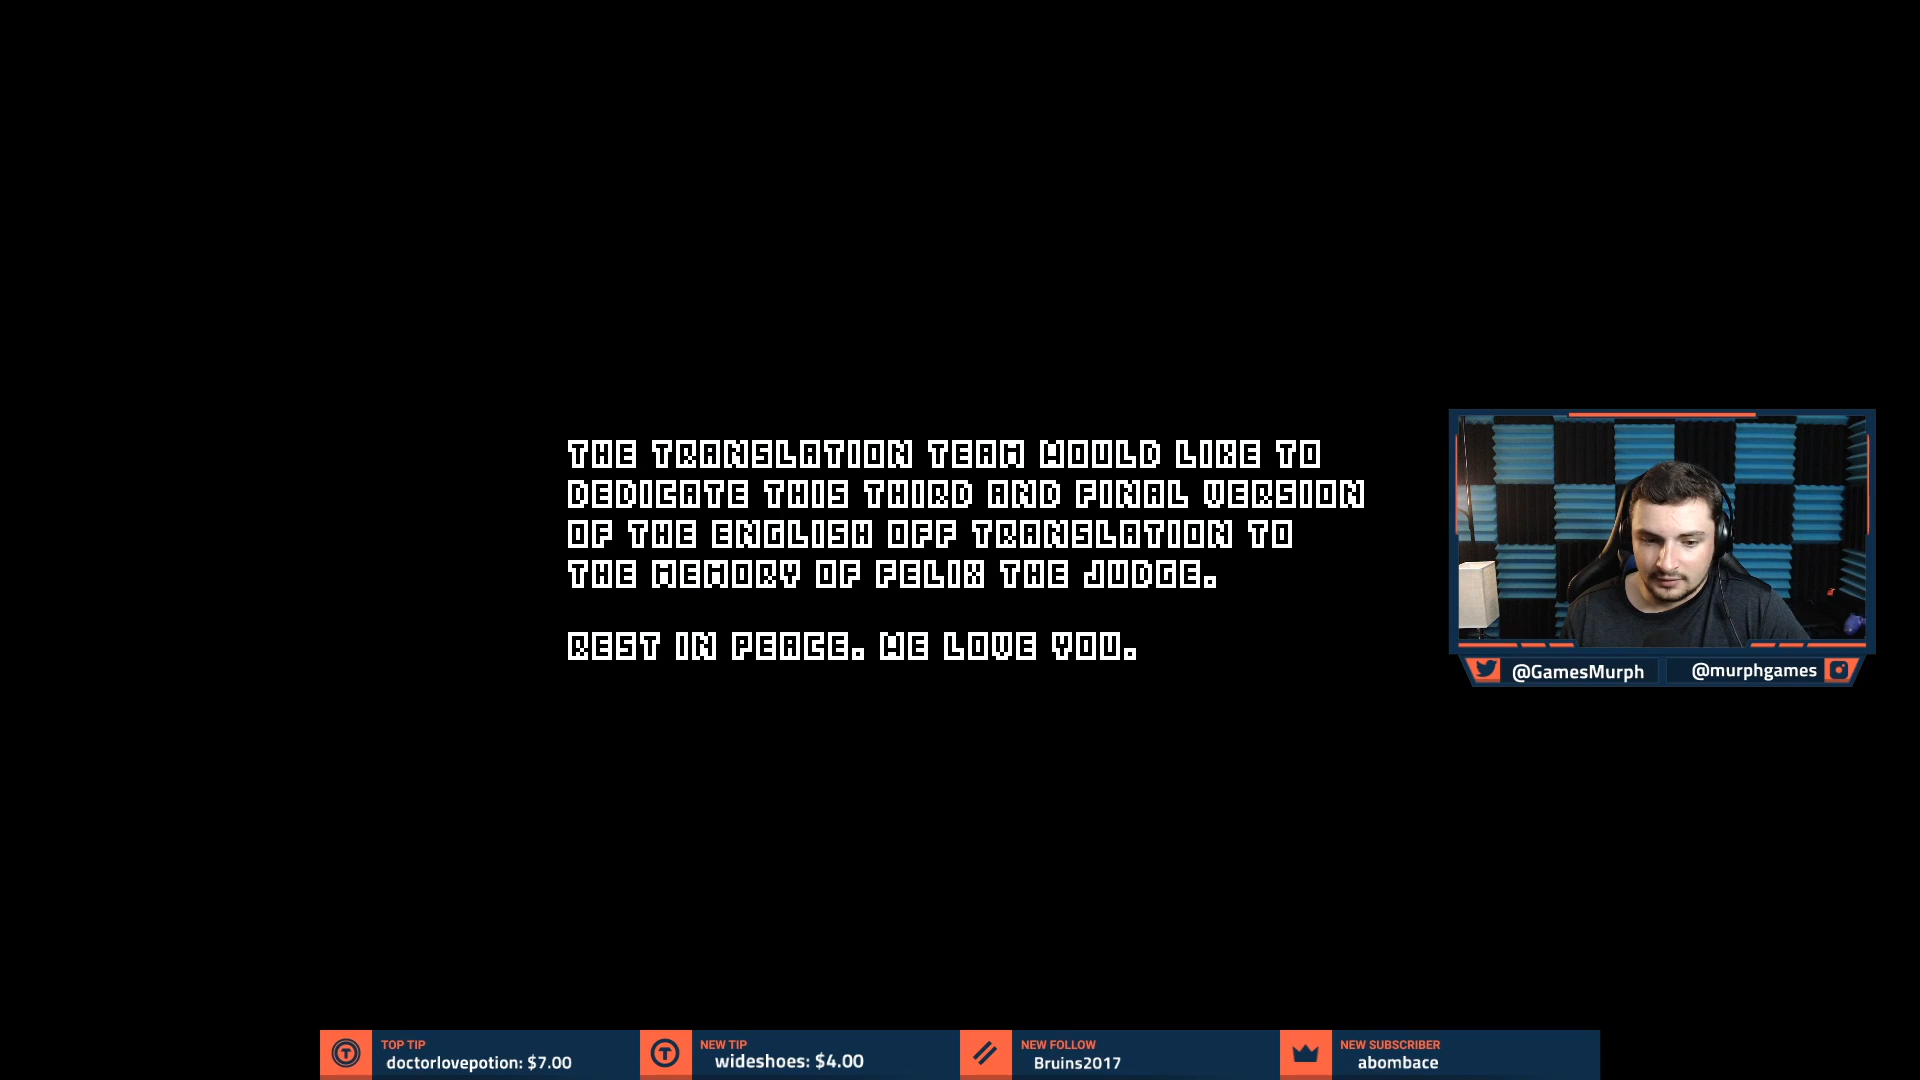 THE TRANSLATION TEAM WOULD LIKE TO
DEDICATE THIS THIRD AND FINAL VERSION
OF THE ENGLISH OFF TRANSLATION TO
THE MEMORY OF FELIX THE JUDGE.
REST IN PEACE. WE LOVE YOU.
@GamesMurph
@murphgames
TOP TIP
doctorlovepotion: $7.00
NEW TIP
wideshoes: $4.00
NEW FOLLOW
Bruins2017
NEW SUBSCRIBER
abombace